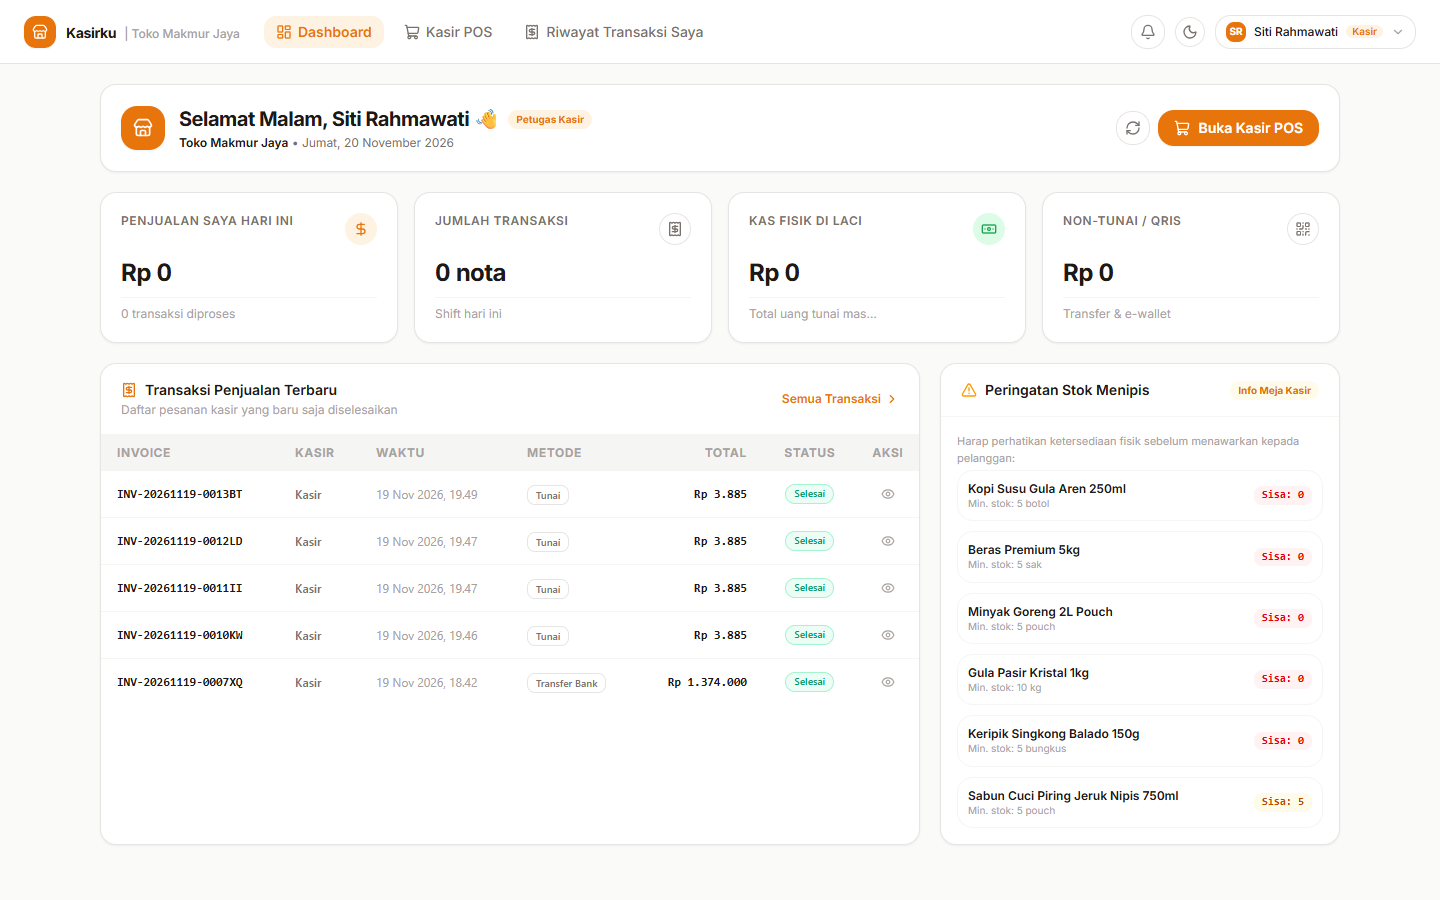 Kasirku | Toko Makmur Jaya
Dashboard
Kasir POS
Riwayat Transaksi Saya
SR Siti Rahmawati Kasir
Selamat Malam, Siti Rahmawati 👋 Petugas Kasir
Toko Makmur Jaya • Jumat, 20 November 2026
Buka Kasir POS
PENJUALAN SAYA HARI INI
Rp 0
0 transaksi diproses
JUMLAH TRANSAKSI
0 nota
Shift hari ini
KAS FISIK DI LACI
Rp 0
Total uang tunai mas...
NON-TUNAI / QRIS
Rp 0
Transfer & e-wallet
Transaksi Penjualan Terbaru
Daftar pesanan kasir yang baru saja diselesaikan
Semua Transaksi
INVOICE KASIR WAKTU METODE TOTAL STATUS AKSI
INV-20261119-0013BT Kasir 19 Nov 2026, 19.49 Tunai Rp 3.885 Selesai
INV-20261119-0012LD Kasir 19 Nov 2026, 19.47 Tunai Rp 3.885 Selesai
INV-20261119-0011II Kasir 19 Nov 2026, 19.47 Tunai Rp 3.885 Selesai
INV-20261119-0010KW Kasir 19 Nov 2026, 19.46 Tunai Rp 3.885 Selesai
INV-20261119-0007XQ Kasir 19 Nov 2026, 18.42 Transfer Bank Rp 1.374.000 Selesai
Peringatan Stok Menipis
Info Meja Kasir
Harap perhatikan ketersediaan fisik sebelum menawarkan kepada
pelanggan:
Kopi Susu Gula Aren 250ml
Min. stok: 5 botol
Sisa: 0
Beras Premium 5kg
Min. stok: 5 sak
Sisa: 0
Minyak Goreng 2L Pouch
Min. stok: 5 pouch
Sisa: 0
Gula Pasir Kristal 1kg
Min. stok: 10 kg
Sisa: 0
Keripik Singkong Balado 150g
Min. stok: 5 bungkus
Sisa: 0
Sabun Cuci Piring Jeruk Nipis 750ml
Min. stok: 5 pouch
Sisa: 5